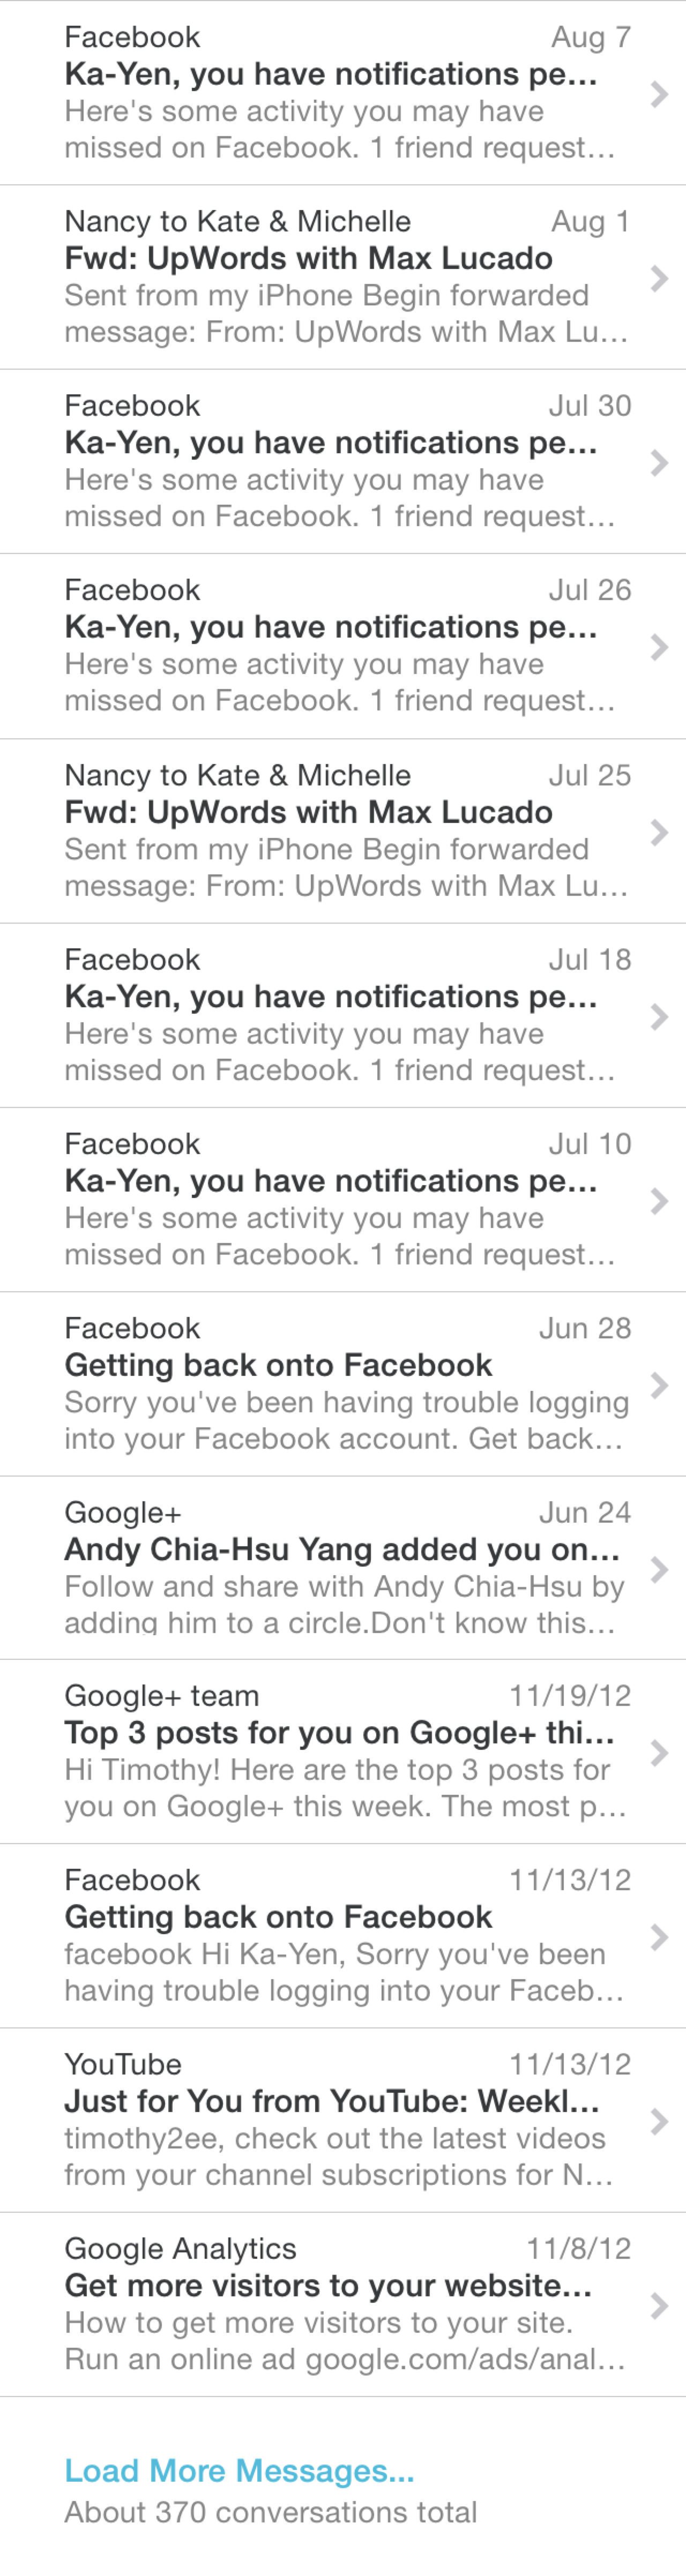 Facebook Aug 7
Ka-Yen, you have notifications pe...
Here's some activity you may have
missed on Facebook. 1 friend request...
Nancy to Kate & Michelle Aug 1
Fwd: UpWords with Max Lucado
Sent from my iPhone Begin forwarded
message: From: UpWords with Max Lu...
Facebook Jul 30
Ka-Yen, you have notifications pe...
Here's some activity you may have
missed on Facebook. 1 friend request...
Facebook Jul 26
Ka-Yen, you have notifications pe...
Here's some activity you may have
missed on Facebook. 1 friend request...
Nancy to Kate & Michelle Jul 25
Fwd: UpWords with Max Lucado
Sent from my iPhone Begin forwarded
message: From: UpWords with Max Lu...
Facebook Jul 18
Ka-Yen, you have notifications pe...
Here's some activity you may have
missed on Facebook. 1 friend request...
Facebook Jul 10
Ka-Yen, you have notifications pe...
Here's some activity you may have
missed on Facebook. 1 friend request...
Facebook Jun 28
Getting back onto Facebook
Sorry you've been having trouble logging
into your Facebook account. Get back...
Google+ Jun 24
Andy Chia-Hsu Yang added you on...
Follow and share with Andy Chia-Hsu by
adding him to a circle.Don't know this...
Google+ team 11/19/12
Top 3 posts for you on Google+ thi...
Hi Timothy! Here are the top 3 posts for
you on Google+ this week. The most p...
Facebook 11/13/12
Getting back onto Facebook
facebook Hi Ka-Yen, Sorry you've been
having trouble logging into your Faceb...
YouTube 11/13/12
Just for You from YouTube: Weekl...
timothy2ee, check out the latest videos
from your channel subscriptions for N...
Google Analytics 11/8/12
Get more visitors to your website...
How to get more visitors to your site.
Run an online ad google.com/ads/anal...
Load More Messages...
About 370 conversations total